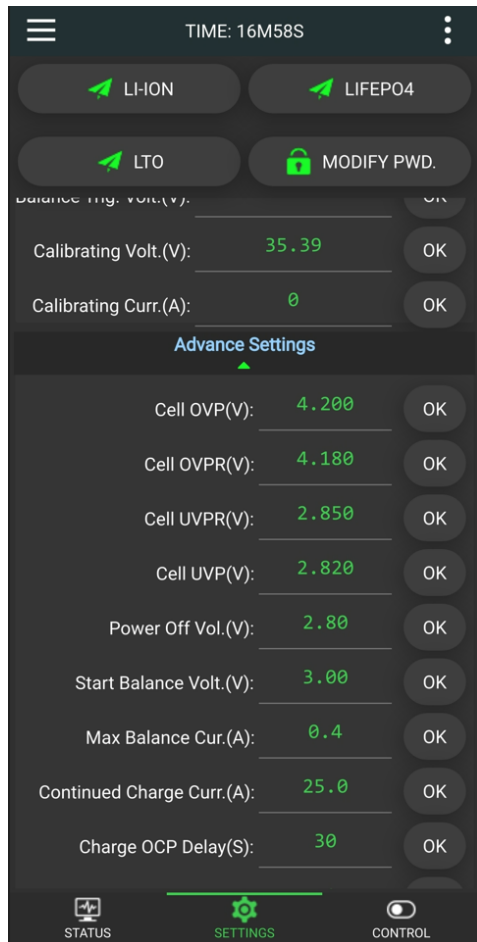 TIME: 16M58S
LI-ION
LIFEPO4
LTO
MODIFY PWD.
Balance Trig. Volt.(V): OK
Calibrating Volt.(V): 35.39 OK
Calibrating Curr.(A): 0 OK
Advance Settings
Cell OVP(V): 4.200 OK
Cell OVPR(V): 4.180 OK
Cell UVPR(V): 2.850 OK
Cell UVP(V): 2.820 OK
Power Off Vol.(V): 2.80 OK
Start Balance Volt.(V): 3.00 OK
Max Balance Cur.(A): 0.4 OK
Continued Charge Curr.(A): 25.0 OK
Charge OCP Delay(S): 30 OK
STATUS
SETTINGS
CONTROL